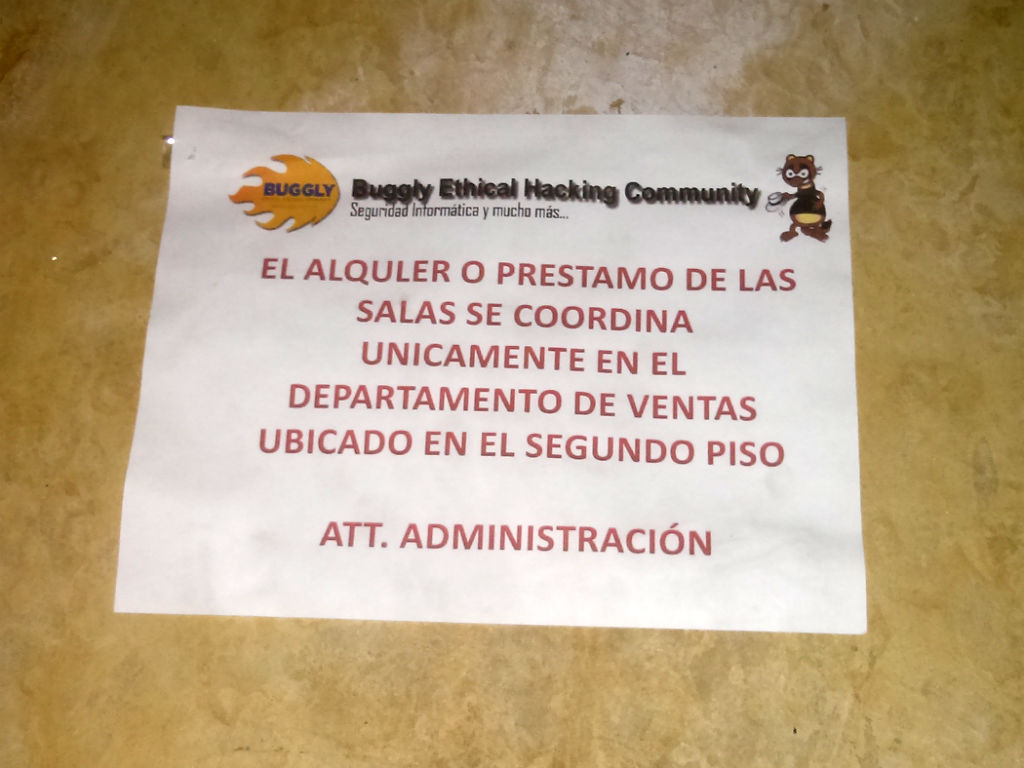 BUGGLY
Buggly Ethical Hacking Community
Seguridad Informática y mucho más...
EL ALQULER O PRESTAMO DE LAS
SALAS SE COORDINA
UNICAMENTE EN EL
DEPARTAMENTO DE VENTAS
UBICADO EN EL SEGUNDO PISO
ATT. ADMINISTRACIÓN